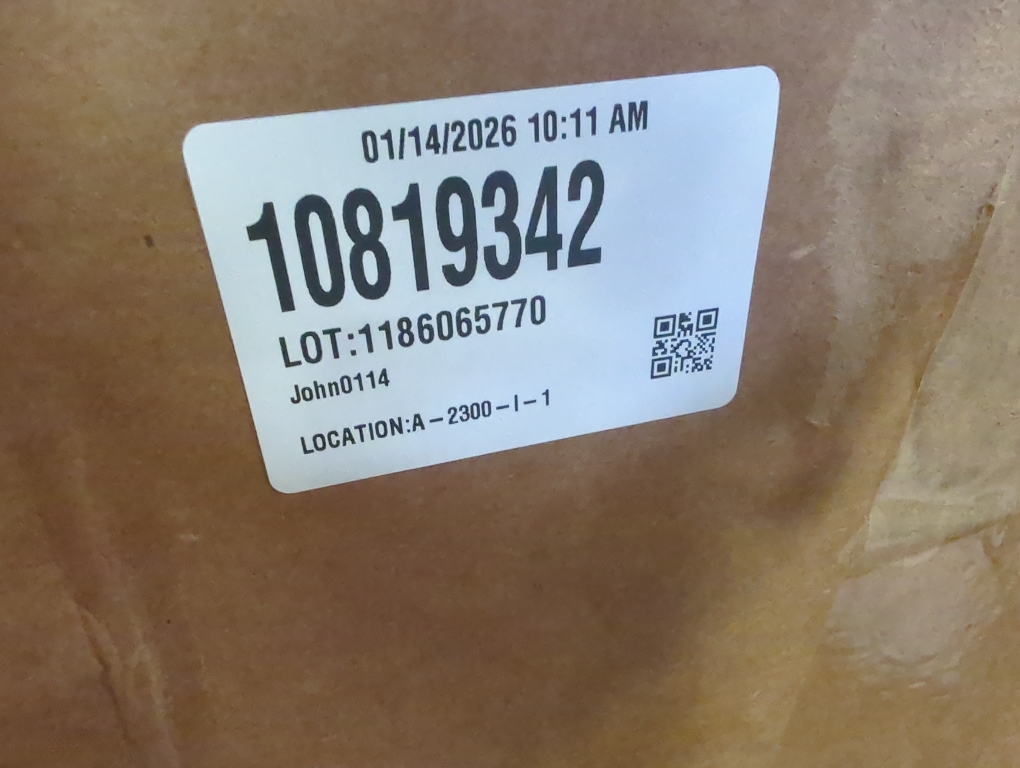 01/14/2026 10:11 AM
10819342
LOT:1186065770
John0114
LOCATION:A-2300-I-1